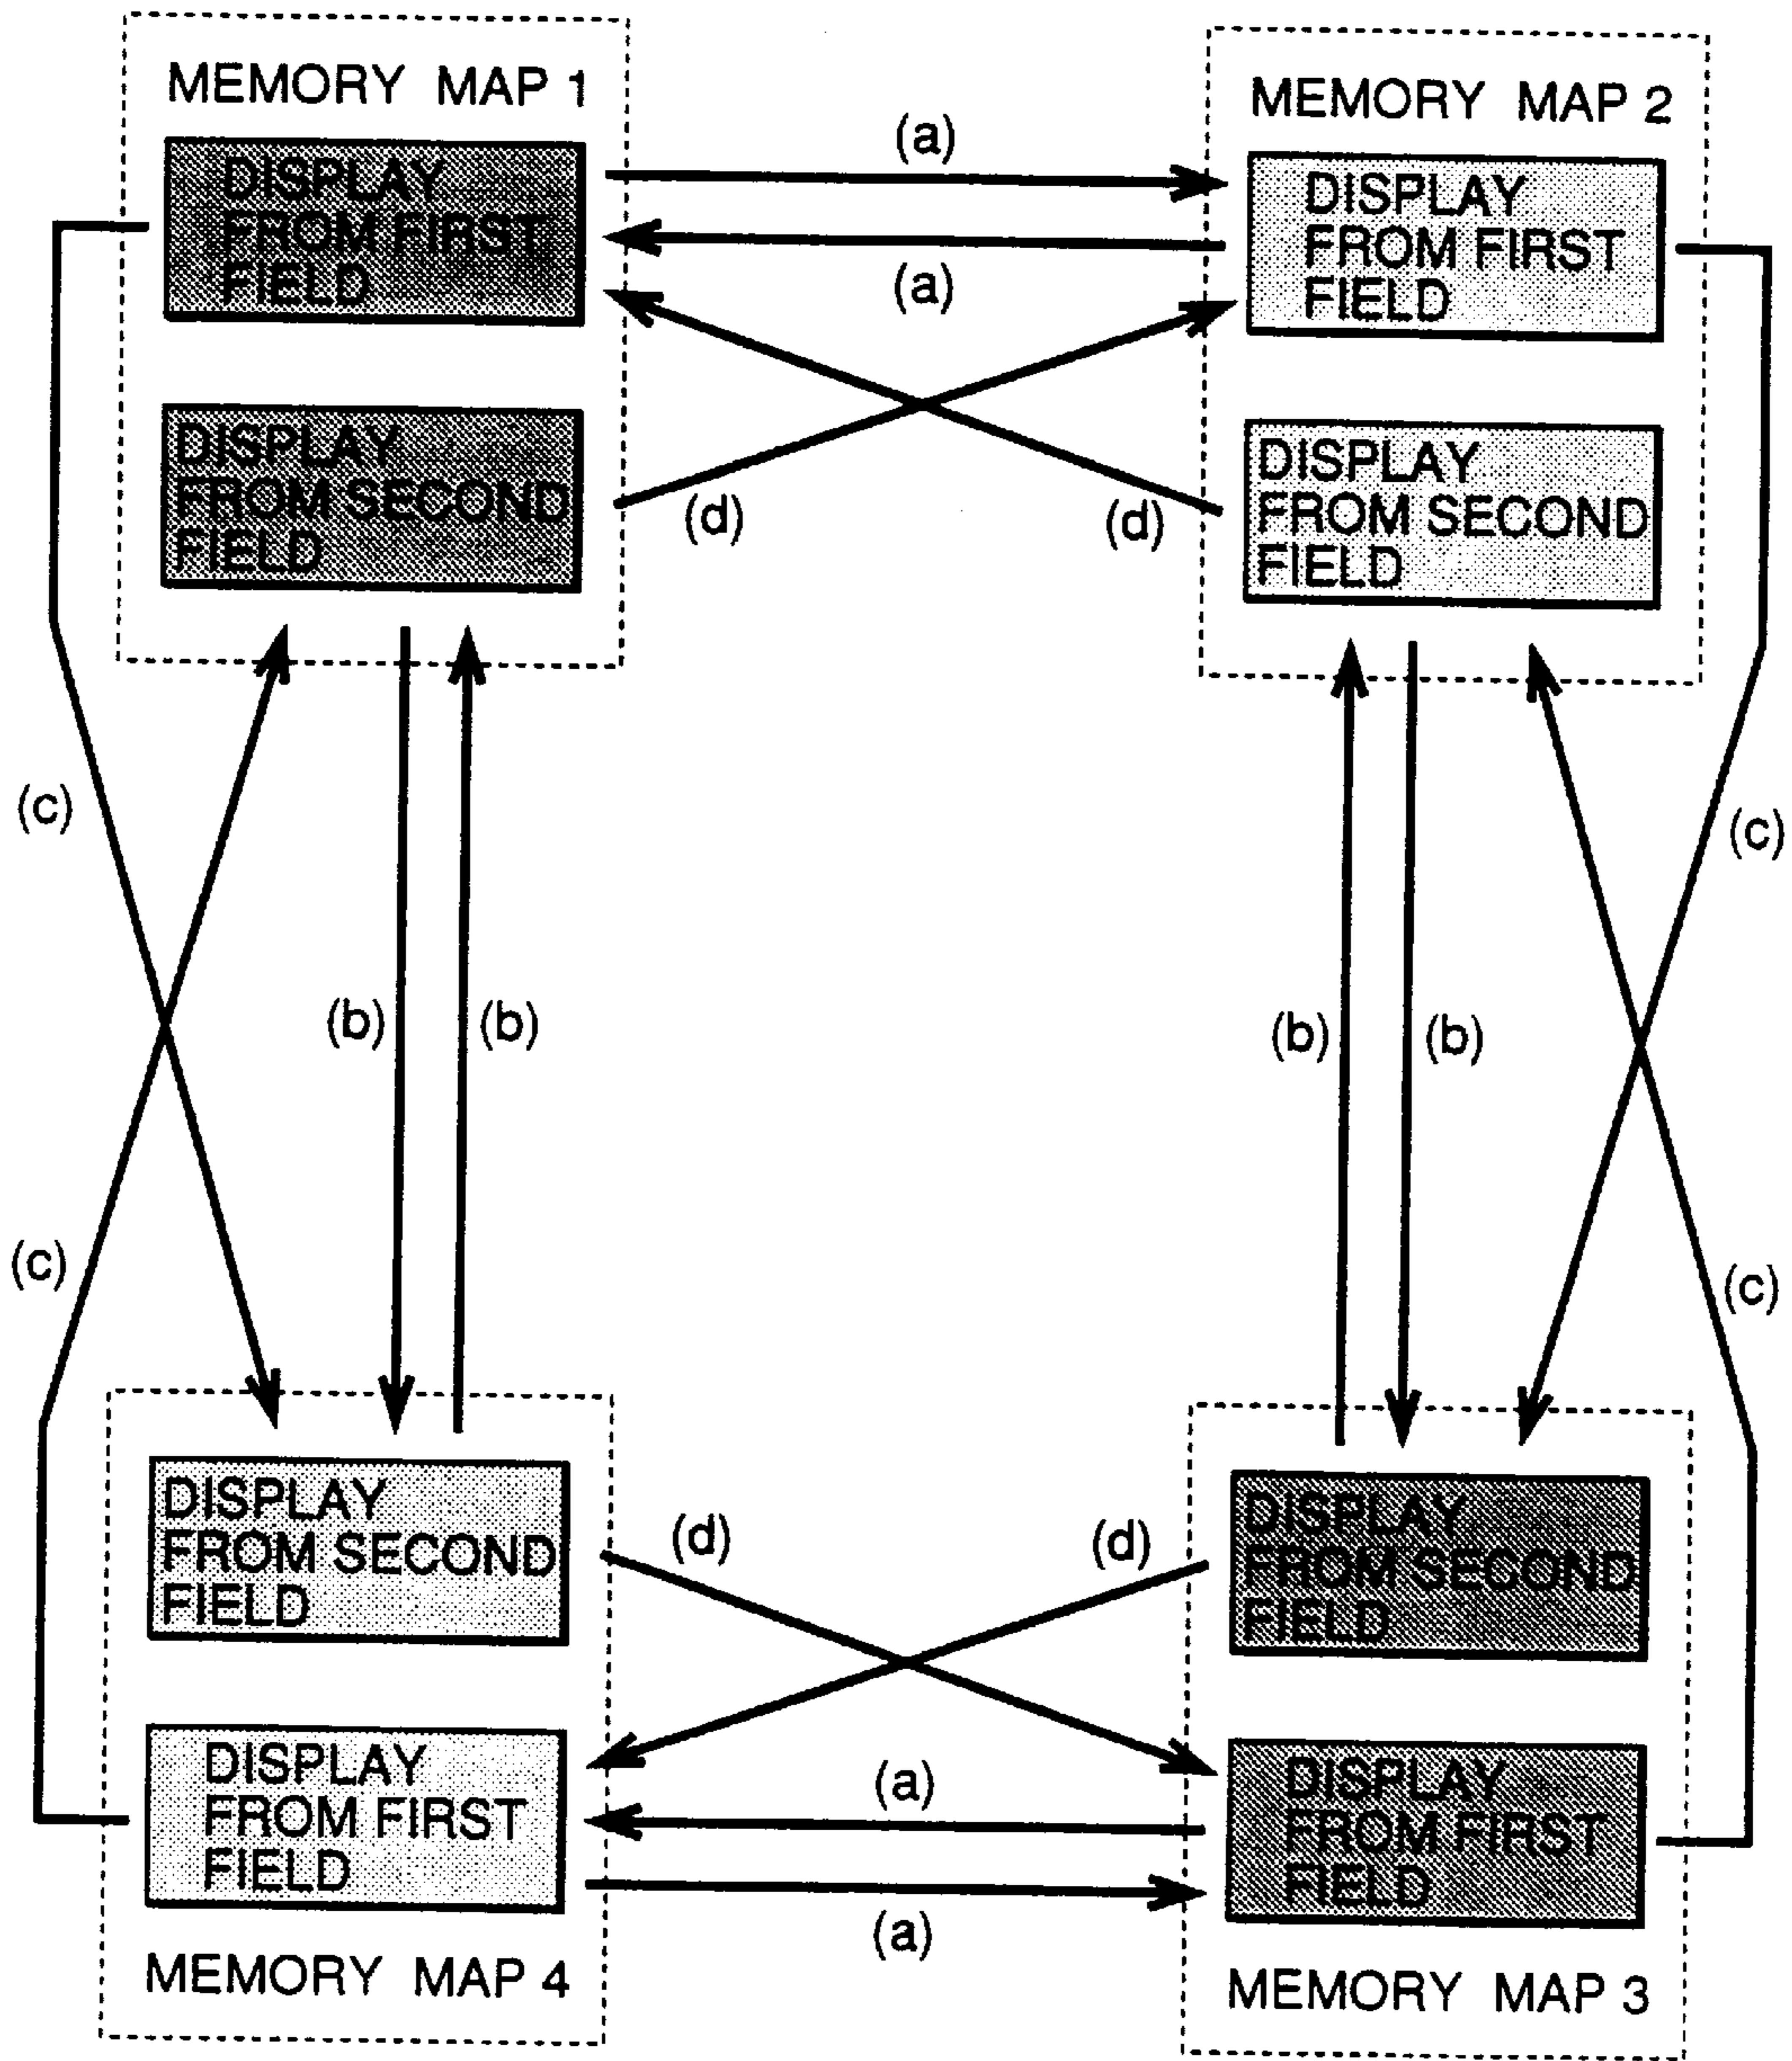 MEMORY MAP 1
DISPLAY
FROM FIRST
FIELD
DISPLAY
FROM SECOND
FIELD
(a)
(a)
(d)
(d)
MEMORY MAP 2
DISPLAY
FROM FIRST
FIELD
DISPLAY
FROM SECOND
FIELD
(c)
(c)
(b)
(b)
(b)
(b)
(c)
(c)
DISPLAY
FROM SECOND
FIELD
DISPLAY
FROM FIRST
FIELD
MEMORY MAP 4
(d)
(d)
(a)
(a)
DISPLAY
FROM SECOND
FIELD
DISPLAY
FROM FIRST
FIELD
MEMORY MAP 3